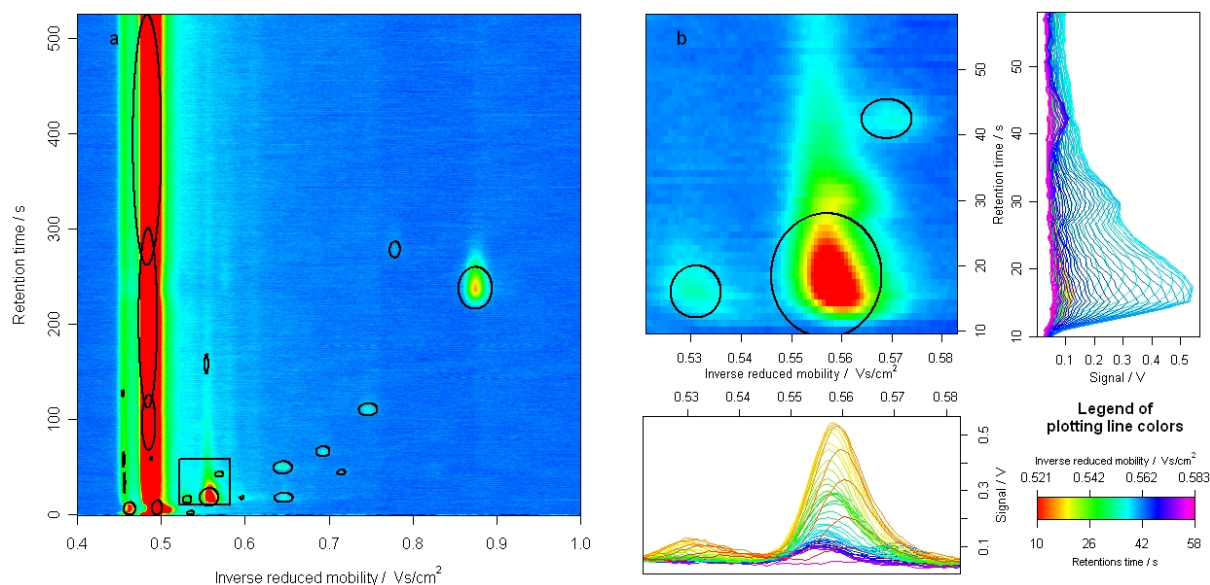 a
Retention time / s
0
100
200
300
400
500
0.4 0.5 0.6 0.7 0.8 0.9 1.0
Inverse reduced mobility / Vs/cm²
b
Retention time / s
10
20
30
40
50
0.53 0.54 0.55 0.56 0.57 0.58
Inverse reduced mobility / Vs/cm²
10
20
30
40
50
0.1 0.2 0.3 0.4 0.5
Signal / V
0.53 0.54 0.55 0.56 0.57 0.58
Signal / V
0.1
0.3
0.5
Legend of
plotting line colors
Inverse reduced mobility / Vs/cm²
0.521 0.542 0.562 0.583
10 26 42 58
Retentions time / s